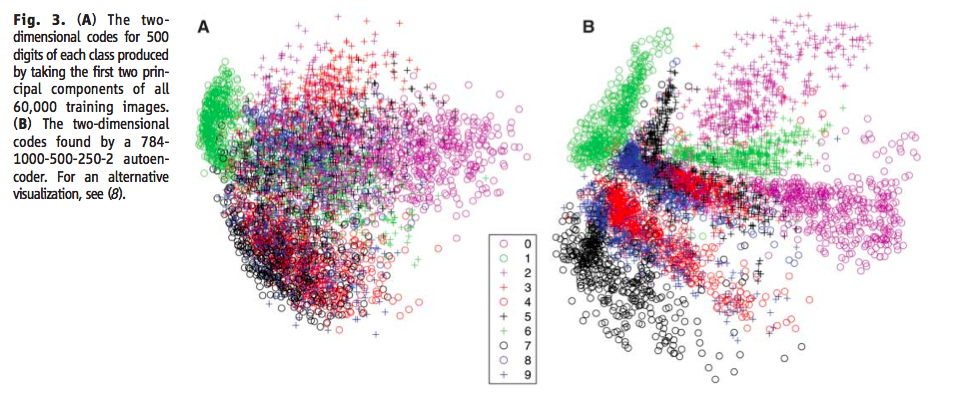 Fig. 3. (A) The two-
dimensional codes for 500
digits of each class produced
by taking the first two prin-
cipal components of all
60,000 training images.
(B) The two-dimensional
codes found by a 784-
1000-500-250-2 autoen-
coder. For an alternative
visualization, see (8).
A
B
0
1
2
3
4
5
6
7
8
9